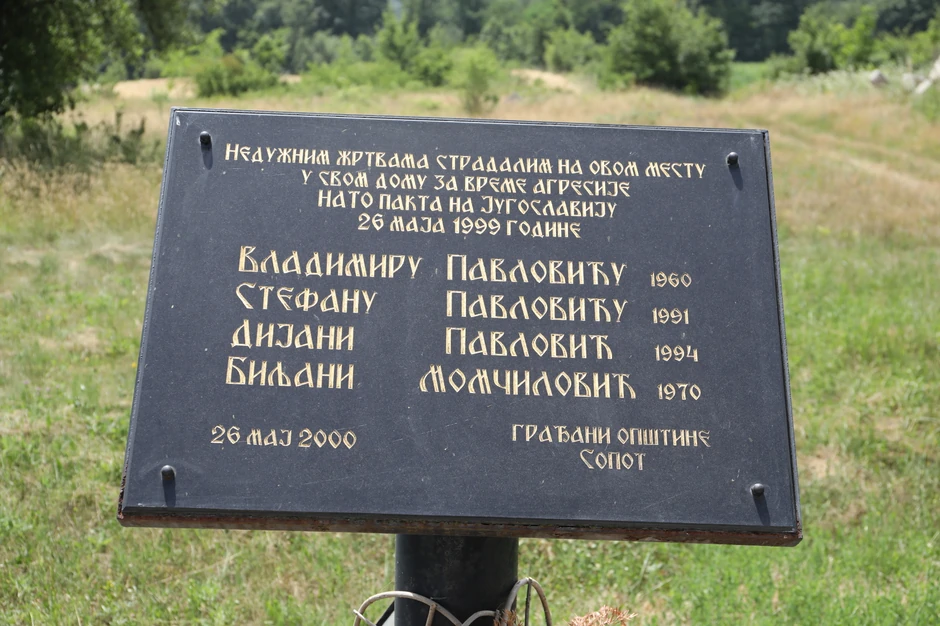 Недужним жртвама страдалим на овом месту
у свом дому за време агресије
НАТО пакта на Југославију
26 маја 1999 године
Владимиру Павловићу 1960
Стефану Павловићу 1991
Дијани Павловић 1994
Биљани Момчиловић 1970
26 мај 2000
грађани општине
Сопот